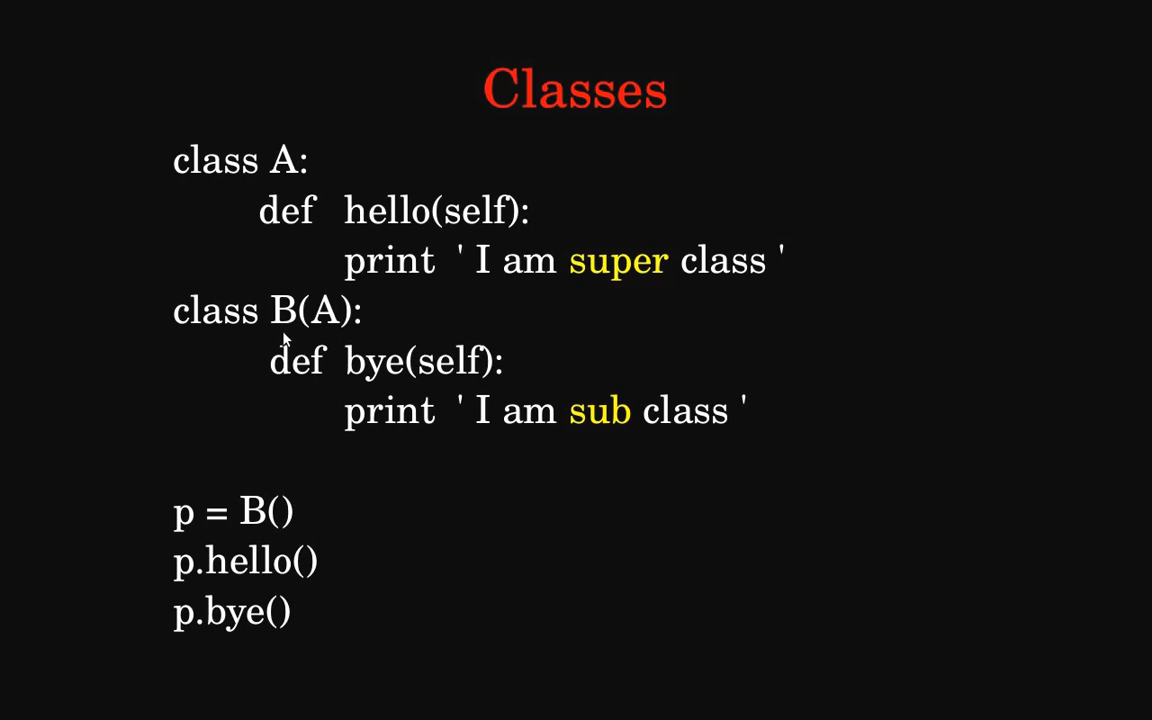 Classes
class A:
def hello(self):
print ' I am super class '
class B(A):
def bye(self):
print ' I am sub class '
p = B()
p.hello()
p.bye()